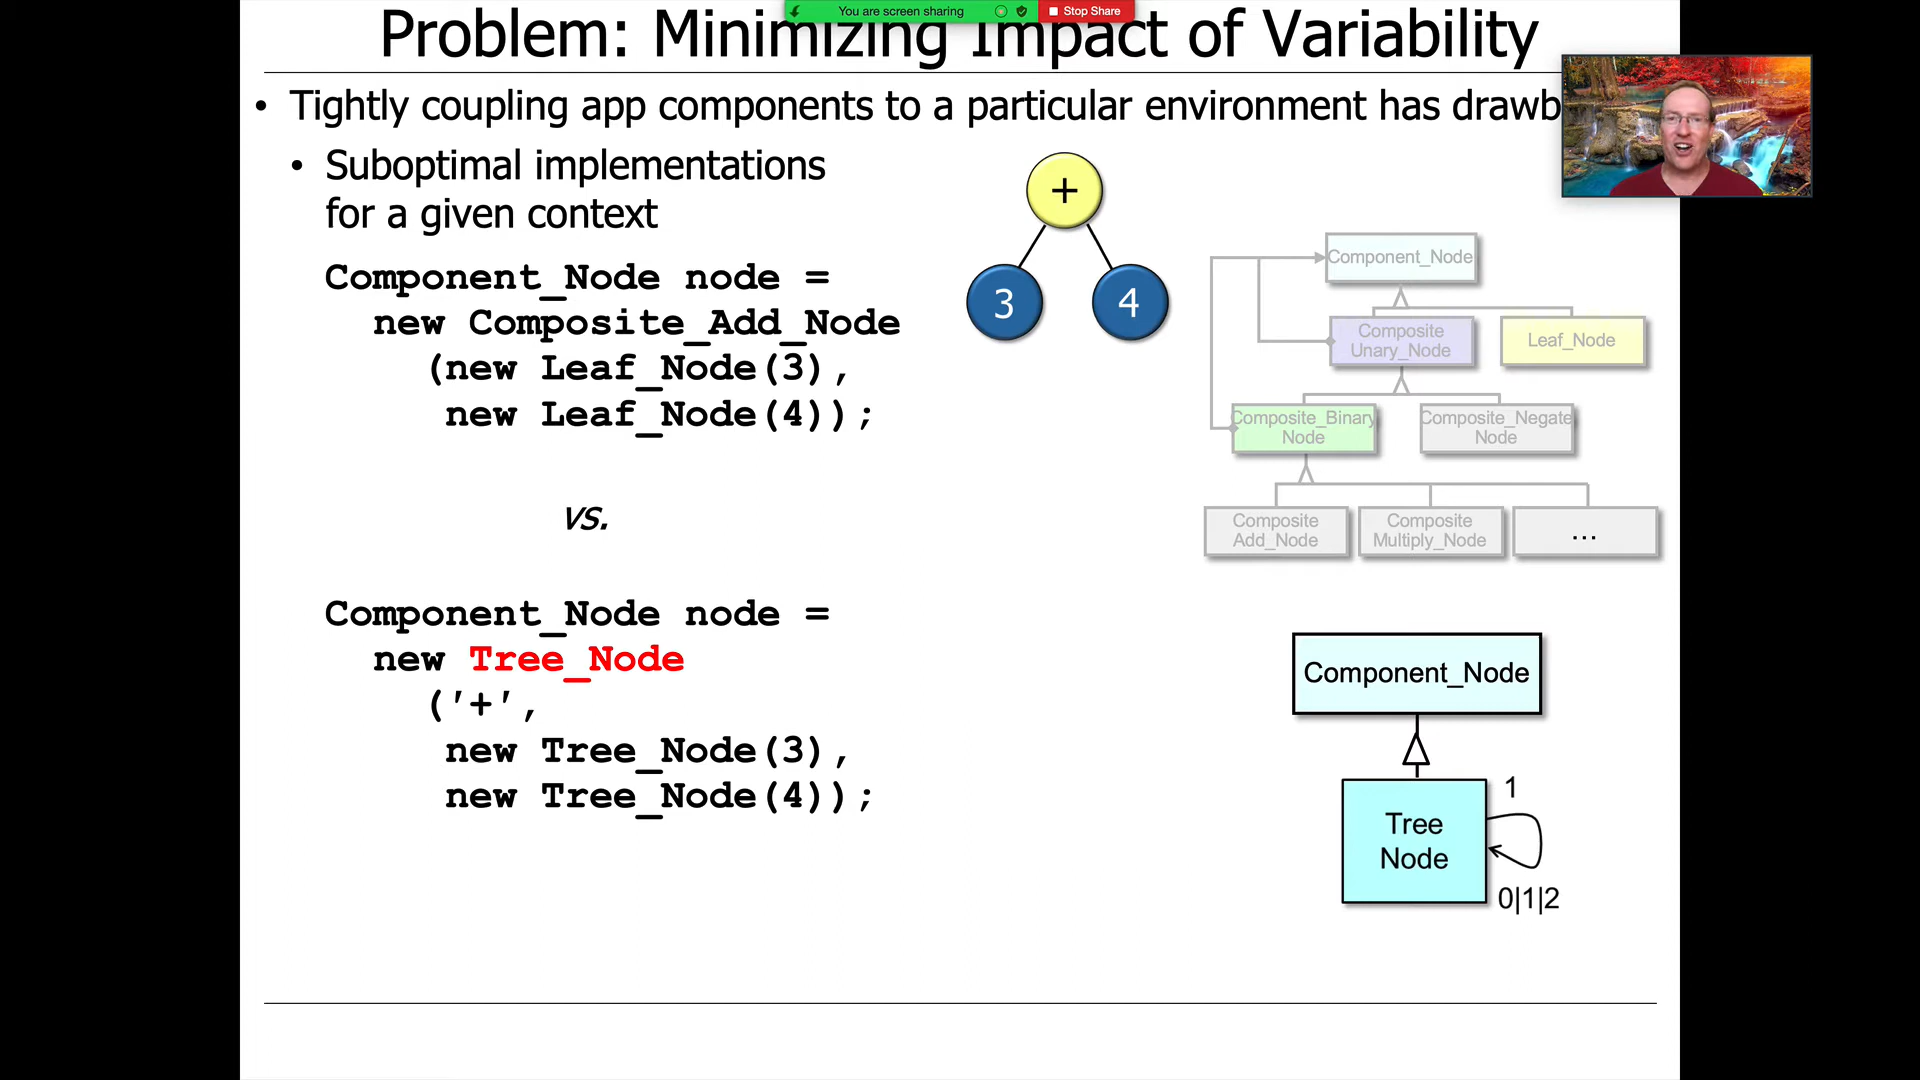 You are screen sharing
Stop Share
Problem: Minimizing Impact of Variability
• Tightly coupling app components to a particular environment has drawb
• Suboptimal implementations
for a given context
Component_Node node =
new Composite_Add_Node
(new Leaf_Node(3),
new Leaf_Node(4));
vs.
Component_Node node =
new Tree_Node
('+',
new Tree_Node(3),
new Tree_Node(4));
+
3
4
Component_Node
Composite
Unary_Node
Leaf_Node
Composite_Binary
Node
Composite_Negate
Node
Composite
Add_Node
Composite
Multiply_Node
...
Component_Node
Tree
Node
1
0|1|2